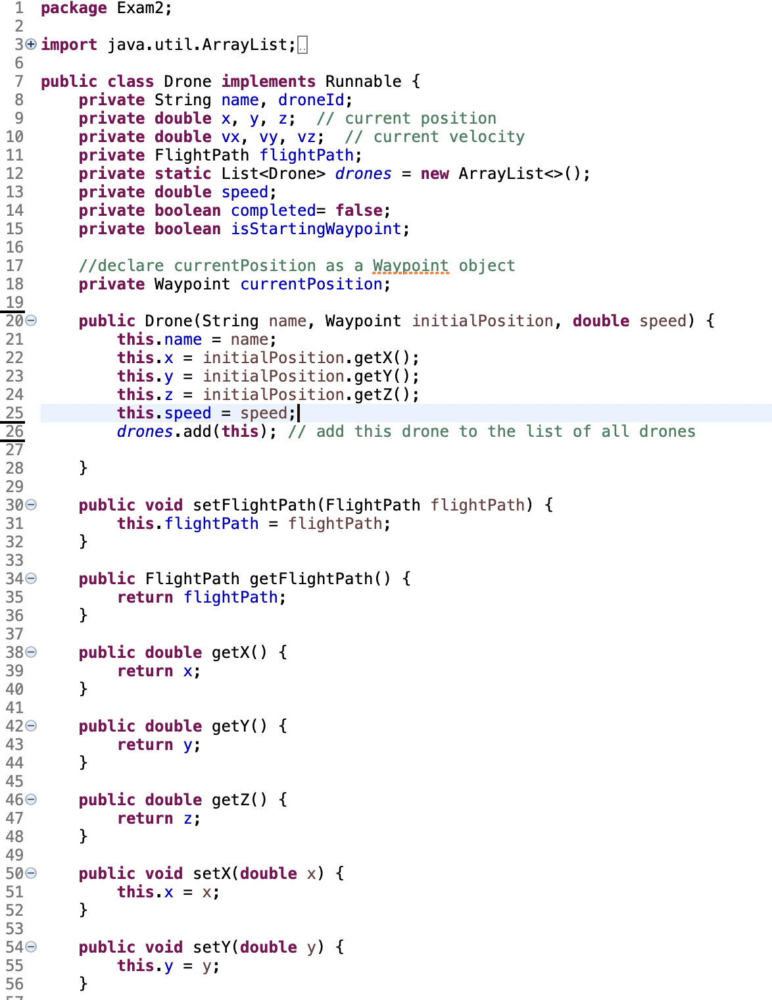 1 package Exam2;
2
3 import java.util.ArrayList;
6
7 public class Drone implements Runnable {
8     private String name, droneId;
9     private double x, y, z;  // current position
10     private double vx, vy, vz;  // current velocity
11     private FlightPath flightPath;
12     private static List<Drone> drones = new ArrayList<>();
13     private double speed;
14     private boolean completed= false;
15     private boolean isStartingWaypoint;
16
17     //declare currentPosition as a Waypoint object
18     private Waypoint currentPosition;
19
20     public Drone(String name, Waypoint initialPosition, double speed) {
21         this.name = name;
22         this.x = initialPosition.getX();
23         this.y = initialPosition.getY();
24         this.z = initialPosition.getZ();
25         this.speed = speed;
26         drones.add(this); // add this drone to the list of all drones
27
28     }
29
30     public void setFlightPath(FlightPath flightPath) {
31         this.flightPath = flightPath;
32     }
33
34     public FlightPath getFlightPath() {
35         return flightPath;
36     }
37
38     public double getX() {
39         return x;
40     }
41
42     public double getY() {
43         return y;
44     }
45
46     public double getZ() {
47         return z;
48     }
49
50     public void setX(double x) {
51         this.x = x;
52     }
53
54     public void setY(double y) {
55         this.y = y;
56     }
57